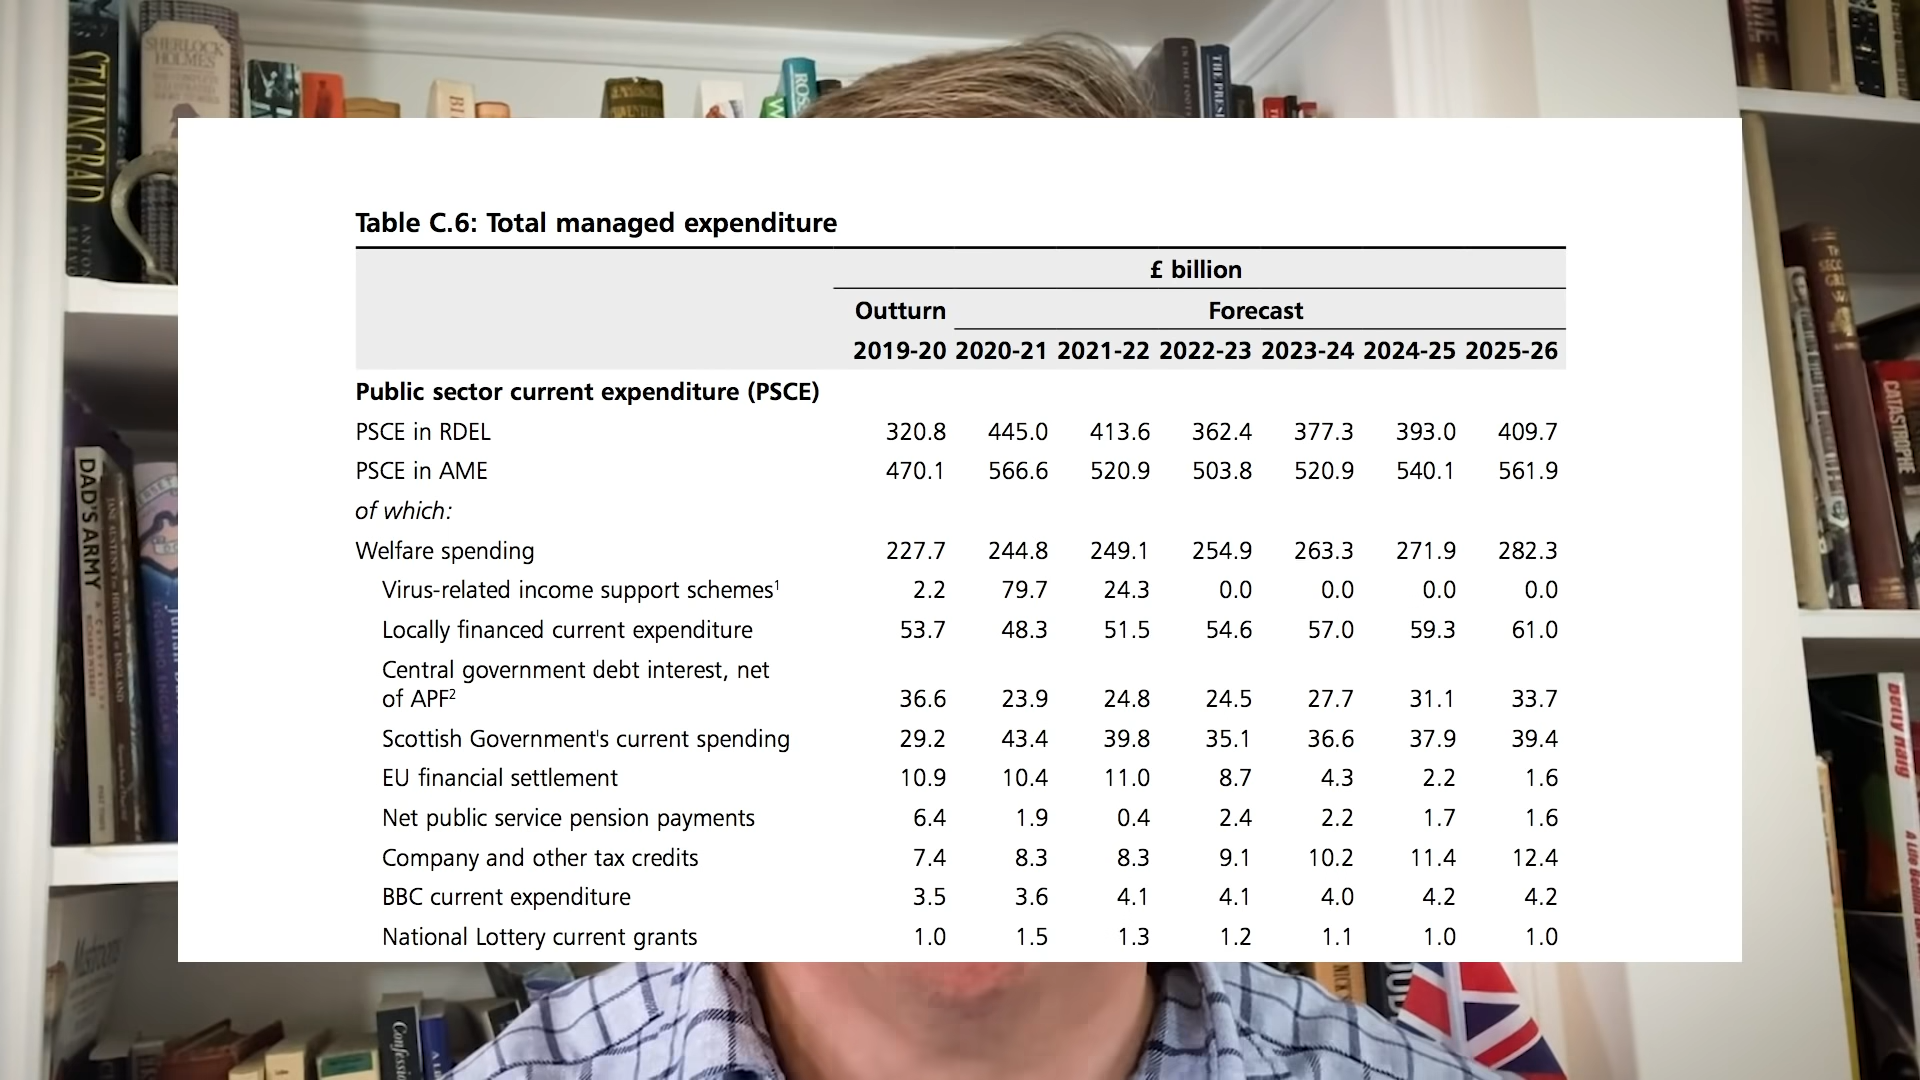 STALINGRAD
ANTONY
BEEVO
SHERLOCK
HOLMES
THE PRES
DAD'S ARMY
CATASTROPHE
Confessi
Table C.6: Total managed expenditure
£ billion
Outturn Forecast
2019-20 2020-21 2021-22 2022-23 2023-24 2024-25 2025-26
Public sector current expenditure (PSCE)
PSCE in RDEL 320.8 445.0 413.6 362.4 377.3 393.0 409.7
PSCE in AME 470.1 566.6 520.9 503.8 520.9 540.1 561.9
of which:
Welfare spending 227.7 244.8 249.1 254.9 263.3 271.9 282.3
Virus-related income support schemes¹ 2.2 79.7 24.3 0.0 0.0 0.0 0.0
Locally financed current expenditure 53.7 48.3 51.5 54.6 57.0 59.3 61.0
Central government debt interest, net
of APF² 36.6 23.9 24.8 24.5 27.7 31.1 33.7
Scottish Government's current spending 29.2 43.4 39.8 35.1 36.6 37.9 39.4
EU financial settlement 10.9 10.4 11.0 8.7 4.3 2.2 1.6
Net public service pension payments 6.4 1.9 0.4 2.4 2.2 1.7 1.6
Company and other tax credits 7.4 8.3 8.3 9.1 10.2 11.4 12.4
BBC current expenditure 3.5 3.6 4.1 4.1 4.0 4.2 4.2
National Lottery current grants 1.0 1.5 1.3 1.2 1.1 1.0 1.0